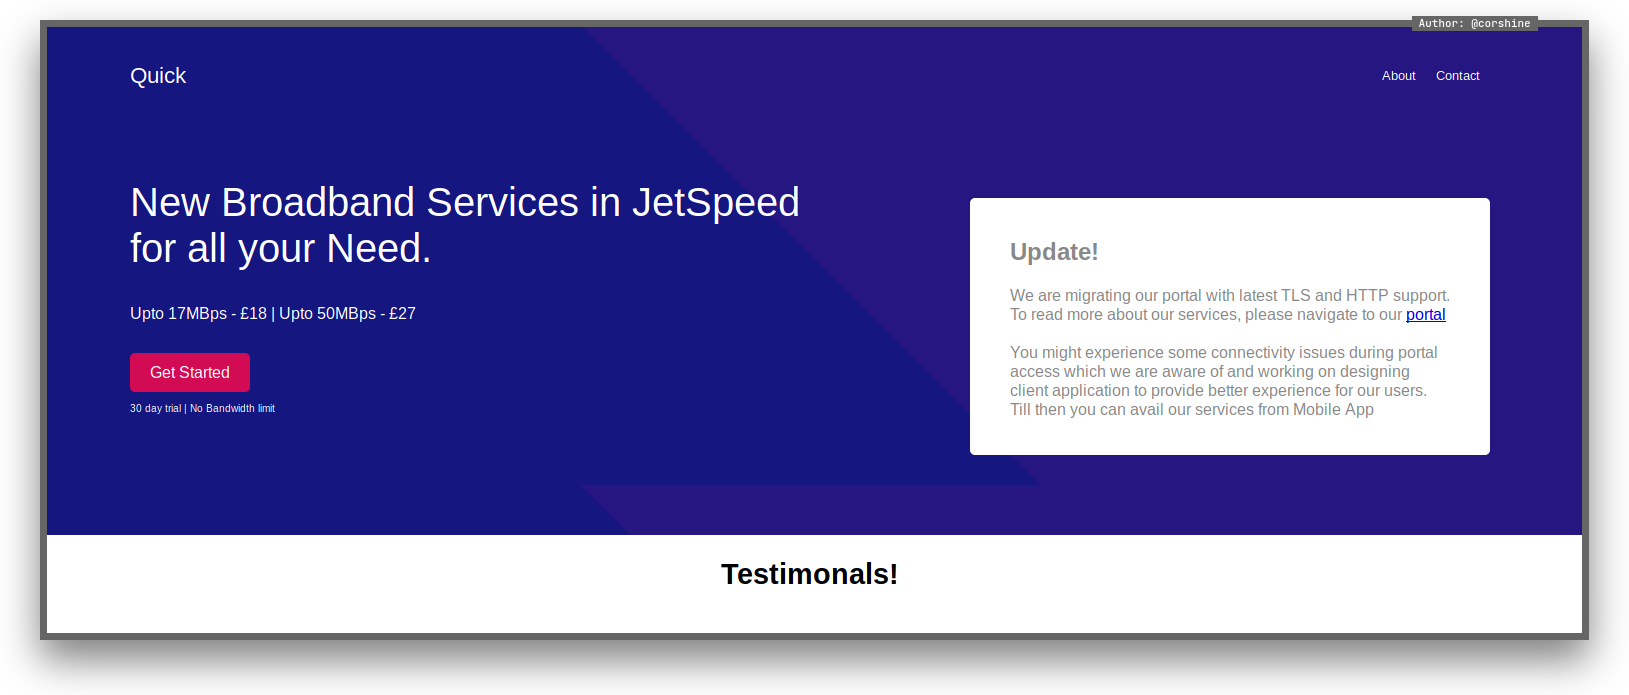 Author: @corshine
Quick
About
Contact
New Broadband Services in JetSpeed
for all your Need.
Upto 17MBps - £18 | Upto 50MBps - £27
Get Started
30 day trial | No Bandwidth limit
Update!
We are migrating our portal with latest TLS and HTTP support.
To read more about our services, please navigate to our portal
You might experience some connectivity issues during portal
access which we are aware of and working on designing
client application to provide better experience for our users.
Till then you can avail our services from Mobile App
Testimonals!